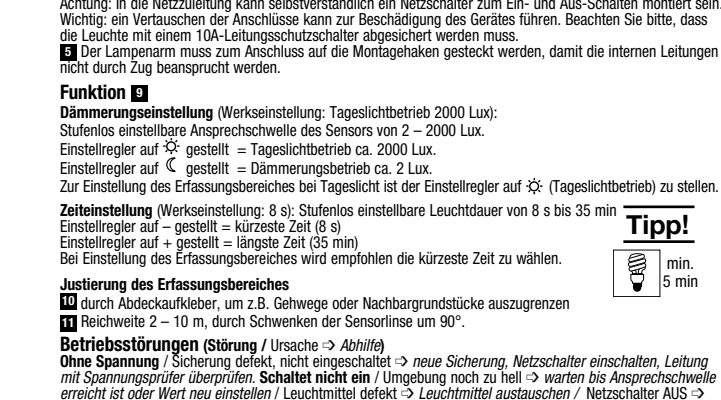 Achtung: In die Netzzuleitung kann selbstverständlich ein Netzschalter zum Ein- und Aus-Schalten montiert sein.
Wichtig: ein Vertauschen der Anschlüsse kann zur Beschädigung des Gerätes führen. Beachten Sie bitte, dass
die Leuchte mit einem 10A-Leitungsschutzschalter abgesichert werden muss.
5 Der Lampenarm muss zum Anschluss auf die Montagehaken gesteckt werden, damit die internen Leitungen
nicht durch Zug beansprucht werden.
Funktion 9
Dämmerungseinstellung (Werkseinstellung: Tageslichtbetrieb 2000 Lux):
Stufenlos einstellbare Ansprechschwelle des Sensors von 2 – 2000 Lux.
Einstellregler auf ☼ gestellt = Tageslichtbetrieb ca. 2000 Lux.
Einstellregler auf ☾ gestellt = Dämmerungsbetrieb ca. 2 Lux.
Zur Einstellung des Erfassungsbereiches bei Tageslicht ist der Einstellregler auf ☼ (Tageslichtbetrieb) zu stellen.
Zeiteinstellung (Werkseinstellung: 8 s): Stufenlos einstellbare Leuchtdauer von 8 s bis 35 min
Einstellregler auf – gestellt = kürzeste Zeit (8 s)
Einstellregler auf + gestellt = längste Zeit (35 min)
Bei Einstellung des Erfassungsbereiches wird empfohlen die kürzeste Zeit zu wählen.
Tipp!
min.
5 min
Justierung des Erfassungsbereiches
10 durch Abdeckaufkleber, um z.B. Gehwege oder Nachbargrundstücke auszugrenzen
11 Reichweite 2 – 10 m, durch Schwenken der Sensorlinse um 90°.
Betriebsstörungen (Störung / Ursache ➩ Abhilfe)
Ohne Spannung / Sicherung defekt, nicht eingeschaltet ➩ neue Sicherung, Netzschalter einschalten, Leitung
mit Spannungsprüfer überprüfen. Schaltet nicht ein / Umgebung noch zu hell ➩ warten bis Ansprechschwelle
erreicht ist oder Wert neu einstellen / Leuchtmittel defekt ➩ Leuchtmittel austauschen / Netzschalter AUS ➩